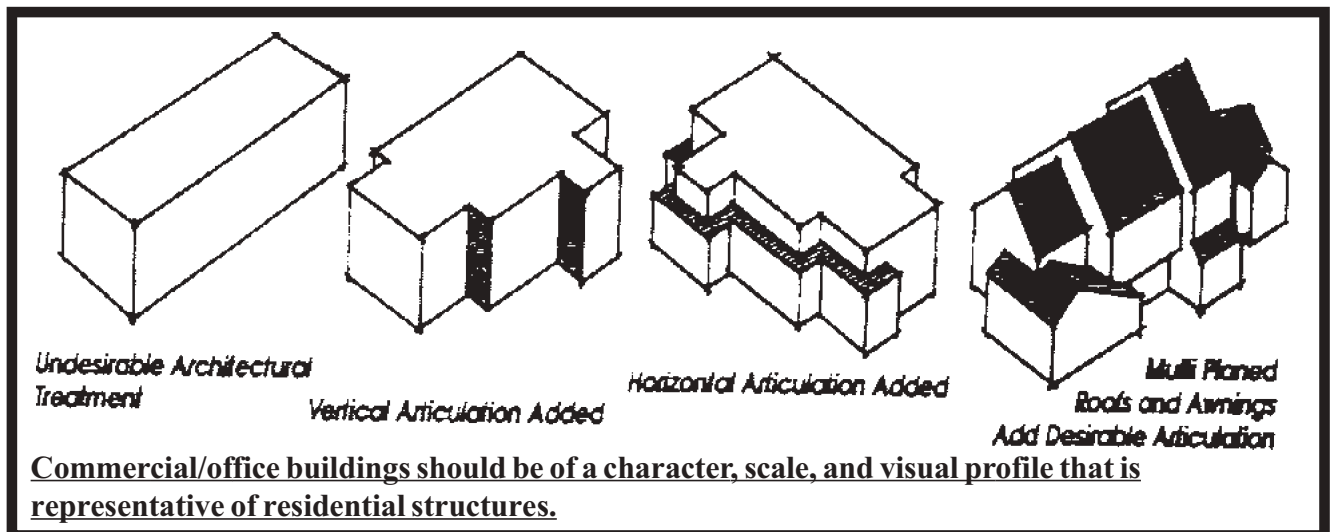 Undesirable Architectural
Treatment
Vertical Articulation Added
Horizontal Articulation Added
Multi Planed
Roofs and Awnings
Add Desirable Articulation
Commercial/office buildings should be of a character, scale, and visual profile that is
representative of residential structures.